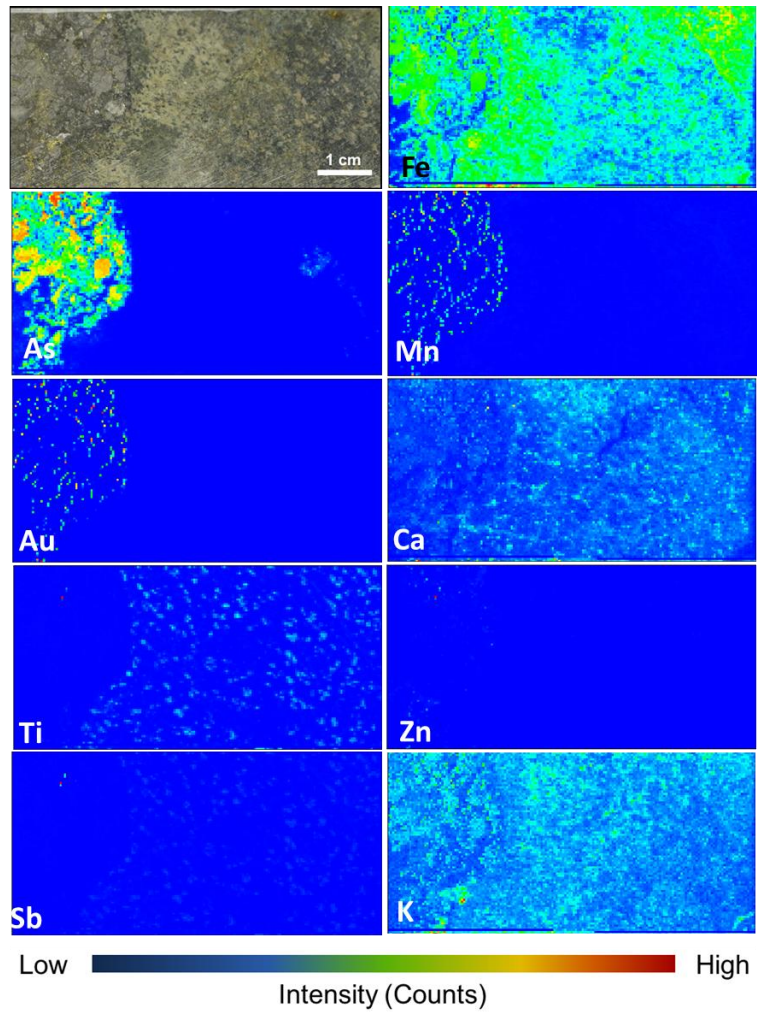 1 cm
Fe
As
Mn
Au
Ca
Ti
Zn
Sb
K
Low High
Intensity (Counts)